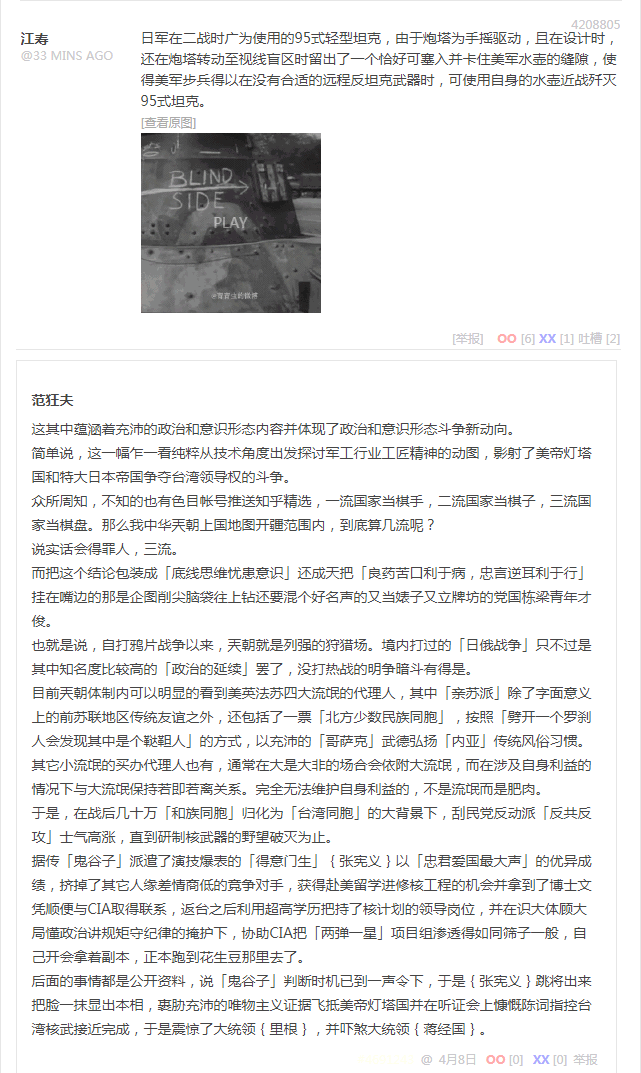 4208805
江寿
@33 MINS AGO
日军在二战时广为使用的95式轻型坦克，由于炮塔为手摇驱动，且在设计时，
还在炮塔转动至视线盲区时留出了一个恰好可塞入并卡住美军水壶的缝隙，使
得美军步兵得以在没有合适的远程反坦克武器时，可使用自身的水壶近战歼灭
95式坦克。
[查看原图]
BLIND
SIDE
PLAY
[举报] OO [6] XX [1] 吐槽 [2]
范狂夫
这其中蕴涵着充沛的政治和意识形态内容并体现了政治和意识形态斗争新动向。
简单说，这一幅乍一看纯粹从技术角度出发探讨军工行业工匠精神的动图，影射了美帝灯塔
国和特大日本帝国争夺台湾领导权的斗争。
众所周知，不知的也有色目帐号推送知乎精选，一流国家当棋手，二流国家当棋子，三流国
家当棋盘。那么我中华天朝上国地图开疆范围内，到底算几流呢？
说实话会得罪人，三流。
而把这个结论包装成「底线思维忧患意识」还成天把「良药苦口利于病，忠言逆耳利于行」
挂在嘴边的那是企图削尖脑袋往上钻还要混个好名声的又当婊子又立牌坊的党国栋梁青年才
俊。
也就是说，自打鸦片战争以来，天朝就是列强的狩猎场。境内打过的「日俄战争」只不过是
其中知名度比较高的「政治的延续」罢了，没打热战的明争暗斗有得是。
目前天朝体制内可以明显的看到美英法苏四大流氓的代理人，其中「亲苏派」除了字面意义
上的前苏联地区传统友谊之外，还包括了一票「北方少数民族同胞」，按照「劈开一个罗刹
人会发现其中是个鞑靼人」的方式，以充沛的「哥萨克」武德弘扬「内亚」传统风俗习惯。
其它小流氓的买办代理人也有，通常在大是大非的场合会依附大流氓，而在涉及自身利益的
情况下与大流氓保持若即若离关系。完全无法维护自身利益的，不是流氓而是肥肉。
于是，在战后几十万「和族同胞」归化为「台湾同胞」的大背景下，刮民党反动派「反共反
攻」士气高涨，直到研制核武器的野望破灭为止。
据传「鬼谷子」派遣了演技爆表的「得意门生」｛张宪义｝以「忠君爱国最大声」的优异成
绩，挤掉了其它人缘差情商低的竞争对手，获得赴美留学进修核工程的机会并拿到了博士文
凭顺便与CIA取得联系，返台之后利用超高学历把持了核计划的领导岗位，并在识大体顾大
局懂政治讲规矩守纪律的掩护下，协助CIA把「两弹一星」项目组渗透得如同筛子一般，自
己开会拿着副本，正本跑到花生豆那里去了。
后面的事情都是公开资料，说「鬼谷子」判断时机已到一声令下，于是｛张宪义｝跳将出来
把脸一抹显出本相，裹胁充沛的唯物主义证据飞抵美帝灯塔国并在听证会上慷慨陈词指控台
湾核武接近完成，于是震惊了大统领｛里根｝，并吓煞大统领｛蒋经国｝。
@ 4月8日 OO [0] XX [0] 举报